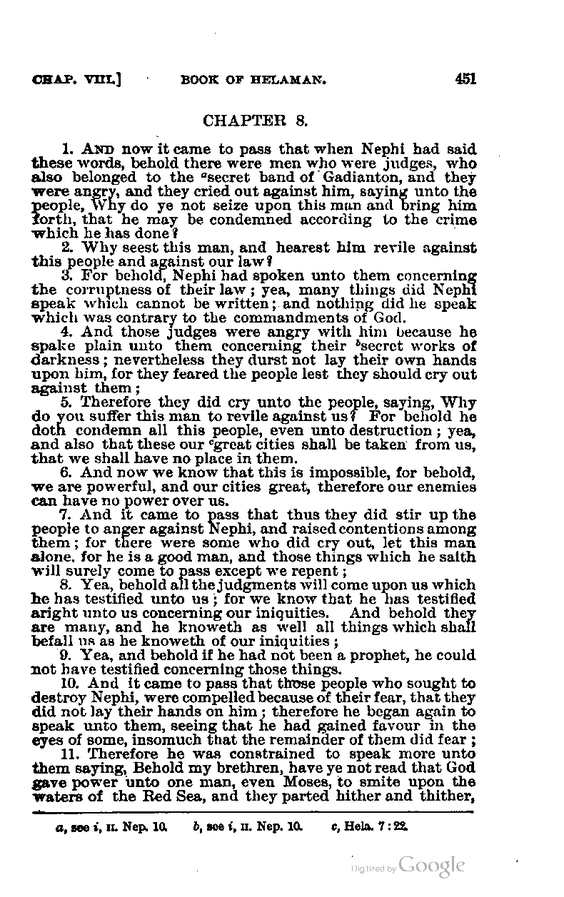 CHAP. VIII.] BOOK OF HELAMAN. 451
CHAPTER 8.
1. AND now it came to pass that when Nephi had said
these words, behold there were men who were judges, who
also belonged to the ᵃsecret band of Gadianton, and they
were angry, and they cried out against him, saying unto the
people, Why do ye not seize upon this man and bring him
forth, that he may be condemned according to the crime
which he has done?
2. Why seest this man, and hearest him revile against
this people and against our law?
3. For behold, Nephi had spoken unto them concerning
the corruptness of their law; yea, many things did Nephi
speak which cannot be written; and nothing did he speak
which was contrary to the commandments of God.
4. And those judges were angry with him because he
spake plain unto them concerning their ᵇsecret works of
darkness; nevertheless they durst not lay their own hands
upon him, for they feared the people lest they should cry out
against them;
5. Therefore they did cry unto the people, saying, Why
do you suffer this man to revile against us? For behold he
doth condemn all this people, even unto destruction; yea,
and also that these our ᶜgreat cities shall be taken from us,
that we shall have no place in them.
6. And now we know that this is impossible, for behold,
we are powerful, and our cities great, therefore our enemies
can have no power over us.
7. And it came to pass that thus they did stir up the
people to anger against Nephi, and raised contentions among
them; for there were some who did cry out, let this man
alone, for he is a good man, and those things which he saith
will surely come to pass except we repent;
8. Yea, behold all the judgments will come upon us which
he has testified unto us; for we know that he has testified
aright unto us concerning our iniquities. And behold they
are many, and he knoweth as well all things which shall
befall us as he knoweth of our iniquities;
9. Yea, and behold if he had not been a prophet, he could
not have testified concerning those things.
10. And it came to pass that those people who sought to
destroy Nephi, were compelled because of their fear, that they
did not lay their hands on him; therefore he began again to
speak unto them, seeing that he had gained favour in the
eyes of some, insomuch that the remainder of them did fear;
11. Therefore he was constrained to speak more unto
them saying, Behold my brethren, have ye not read that God
gave power unto one man, even Moses, to smite upon the
waters of the Red Sea, and they parted hither and thither,
a, see i, II. Nep. 10. b, see i, II. Nep. 10. c, Hela. 7:22.
Digitized by Google